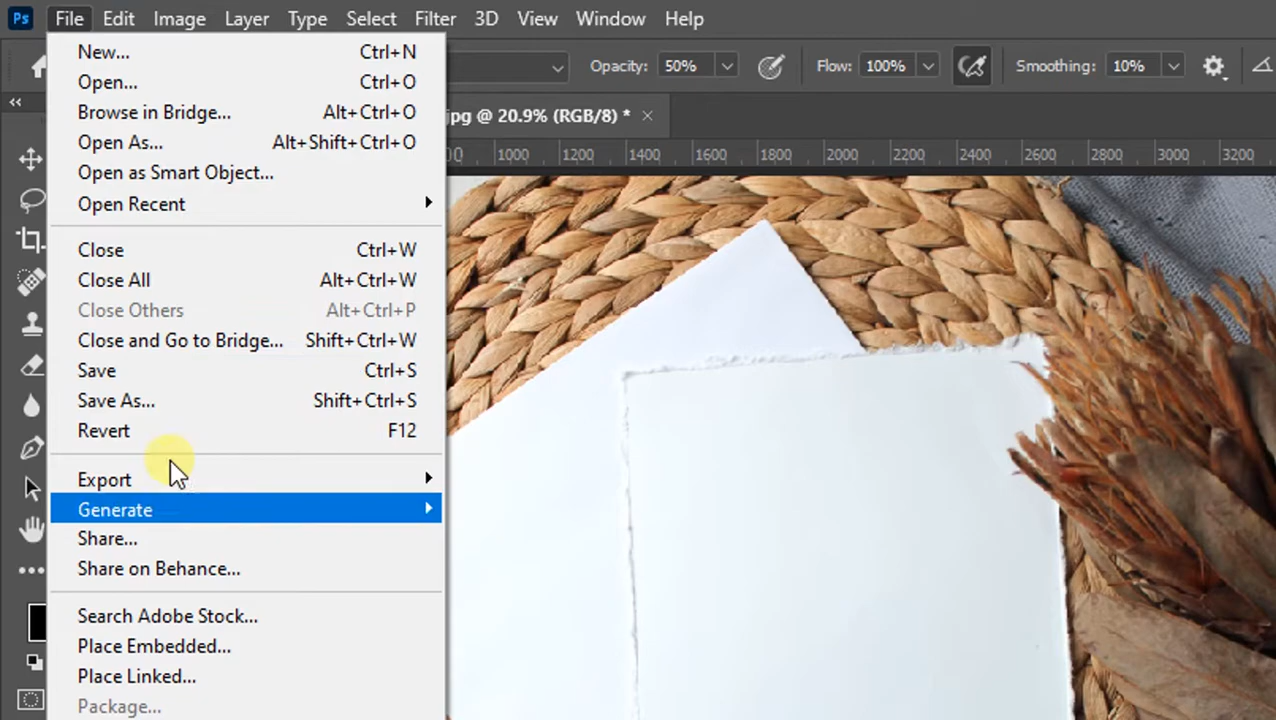 Ps File Edit Image Layer Type Select Filter 3D View Window Help
Opacity: 50% Flow: 100% Smoothing: 10%
jpg @ 20.9% (RGB/8) *
1000 1200 1400 1600 1800 2000 2200 2400 2600 2800 3000 3200
New... Ctrl+N
Open... Ctrl+O
Browse in Bridge... Alt+Ctrl+O
Open As... Alt+Shift+Ctrl+O
Open as Smart Object...
Open Recent
Close Ctrl+W
Close All Alt+Ctrl+W
Close Others Alt+Ctrl+P
Close and Go to Bridge... Shift+Ctrl+W
Save Ctrl+S
Save As... Shift+Ctrl+S
Revert F12
Export
Generate
Share...
Share on Behance...
Search Adobe Stock...
Place Embedded...
Place Linked...
Package...